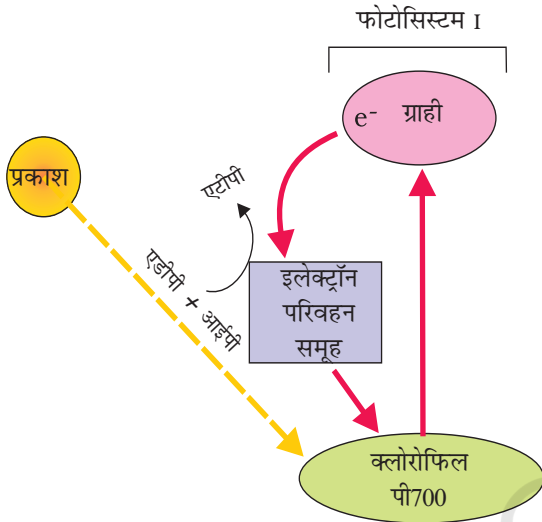 फोटोसिस्टम I
e- ग्राही
प्रकाश
एटीपी
एडीपी + आईपी
इलेक्ट्रॉन
परिवहन
समूह
क्लोरोफिल
पी700